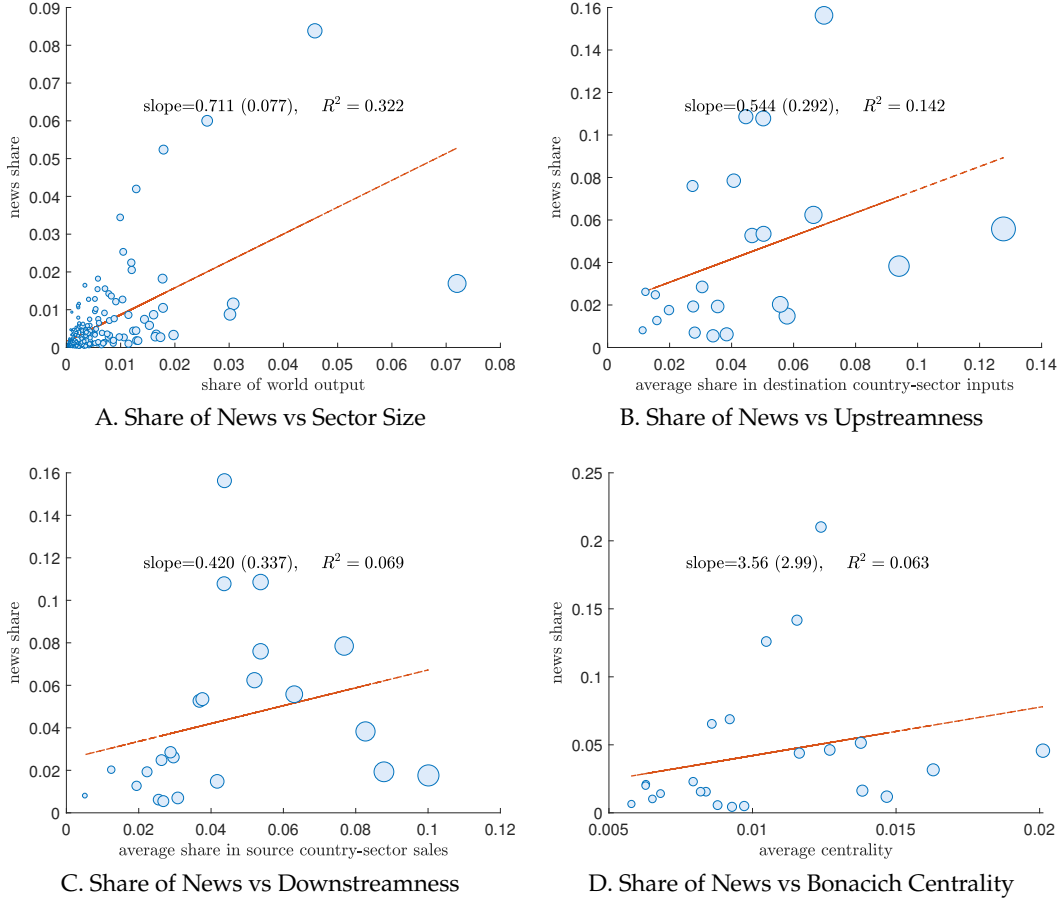 0.09
0.08
0.07
0.06
0.05
0.04
0.03
0.02
0.01
0
news share
slope=0.711 (0.077), R² = 0.322
0 0.01 0.02 0.03 0.04 0.05 0.06 0.07 0.08
share of world output
A. Share of News vs Sector Size
0.16
0.14
0.12
0.1
0.08
0.06
0.04
0.02
0
news share
slope=0.544 (0.292), R² = 0.142
0 0.02 0.04 0.06 0.08 0.1 0.12 0.14
average share in destination country-sector inputs
B. Share of News vs Upstreamness
0.16
0.14
0.12
0.1
0.08
0.06
0.04
0.02
0
news share
slope=0.420 (0.337), R² = 0.069
0 0.02 0.04 0.06 0.08 0.1 0.12
average share in source country-sector sales
C. Share of News vs Downstreamness
0.25
0.2
0.15
0.1
0.05
0
news share
slope=3.56 (2.99), R² = 0.063
0.005 0.01 0.015 0.02
average centrality
D. Share of News vs Bonacich Centrality